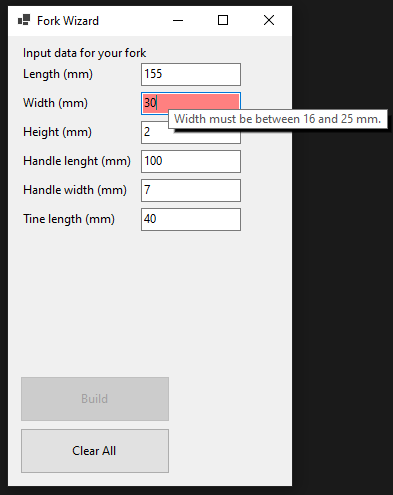 Fork Wizard
Input data for your fork
Length (mm) 155
Width (mm) 30
Width must be between 16 and 25 mm.
Height (mm) 2
Handle lenght (mm) 100
Handle width (mm) 7
Tine length (mm) 40
Build
Clear All